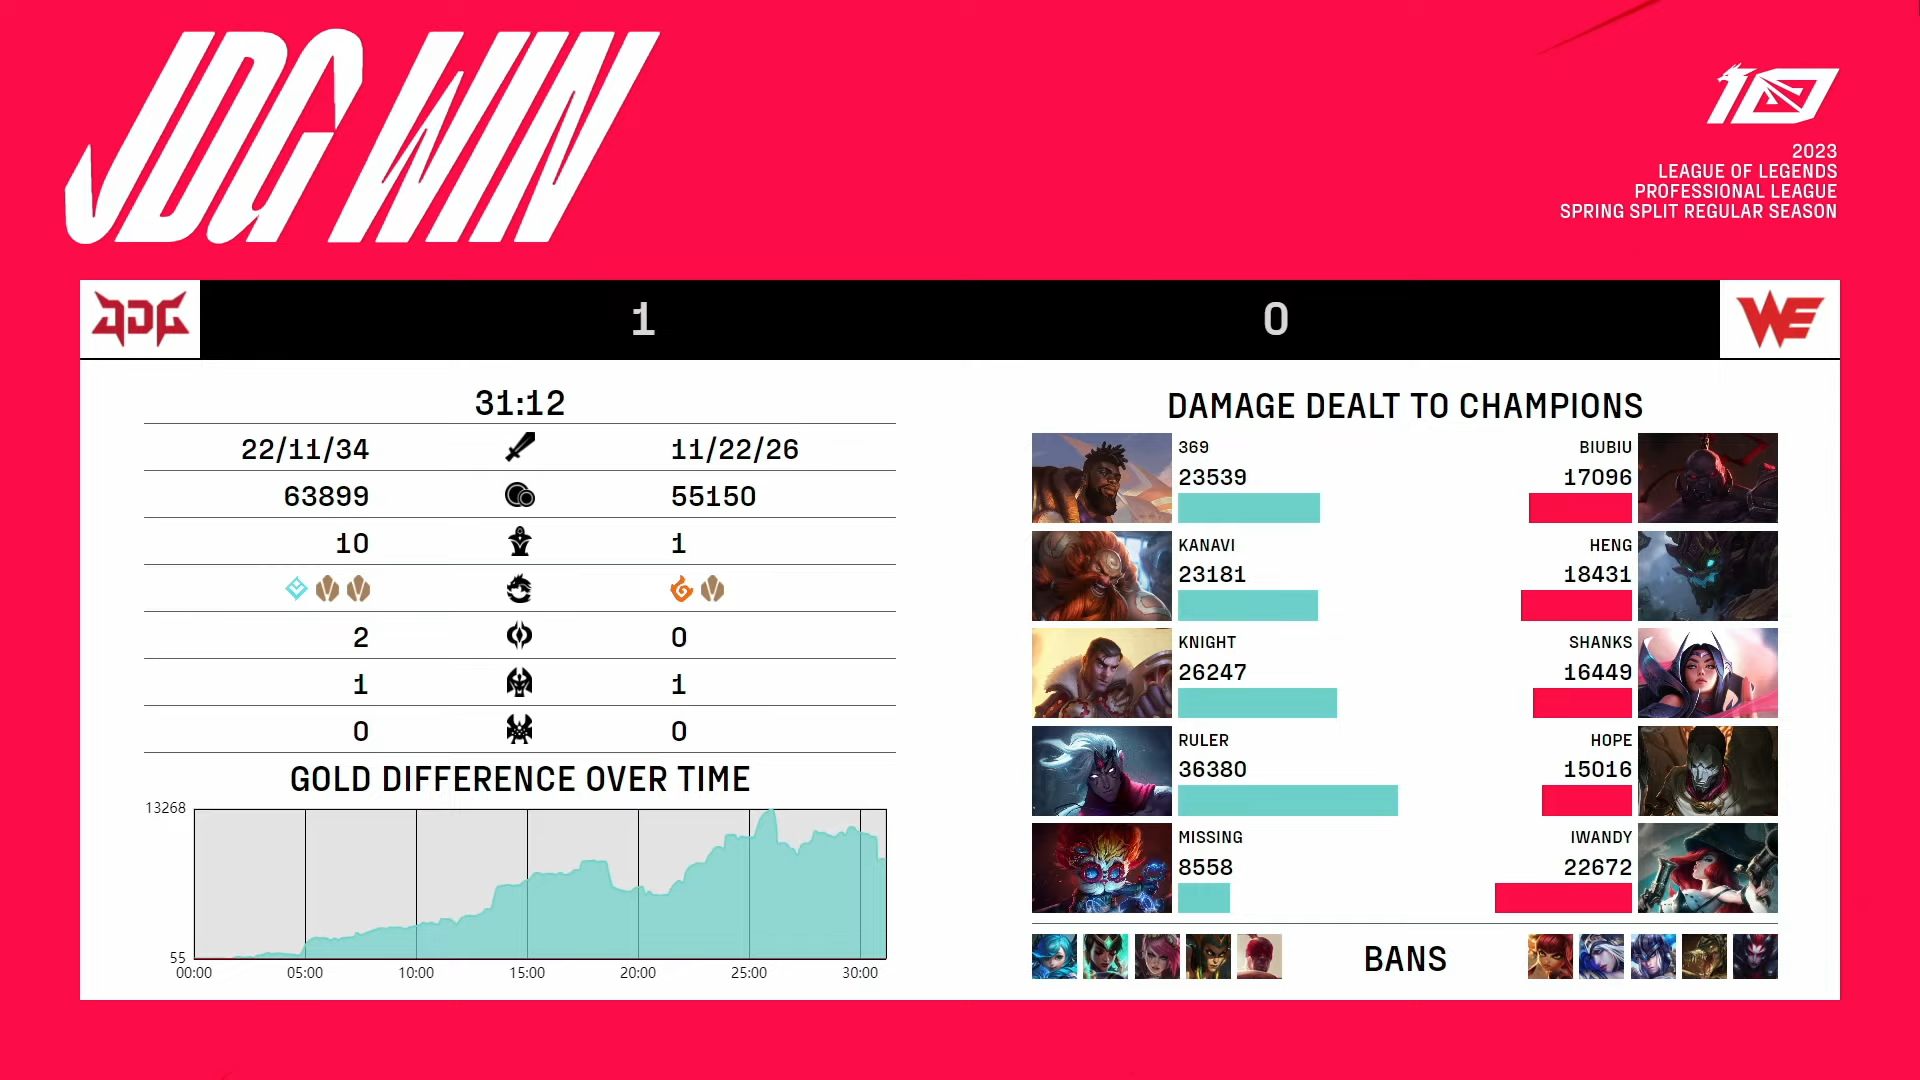 JDG WIN
10
2023
LEAGUE OF LEGENDS
PROFESSIONAL LEAGUE
SPRING SPLIT REGULAR SEASON
JDG
1
0
WE
31:12
22/11/34
11/22/26
63899
55150
10
1
2
0
1
1
0
0
GOLD DIFFERENCE OVER TIME
13268
55
00:00 05:00 10:00 15:00 20:00 25:00 30:00
DAMAGE DEALT TO CHAMPIONS
369
23539
BIUBIU
17096
KANAVI
23181
HENG
18431
KNIGHT
26247
SHANKS
16449
RULER
36380
HOPE
15016
MISSING
8558
IWANDY
22672
BANS